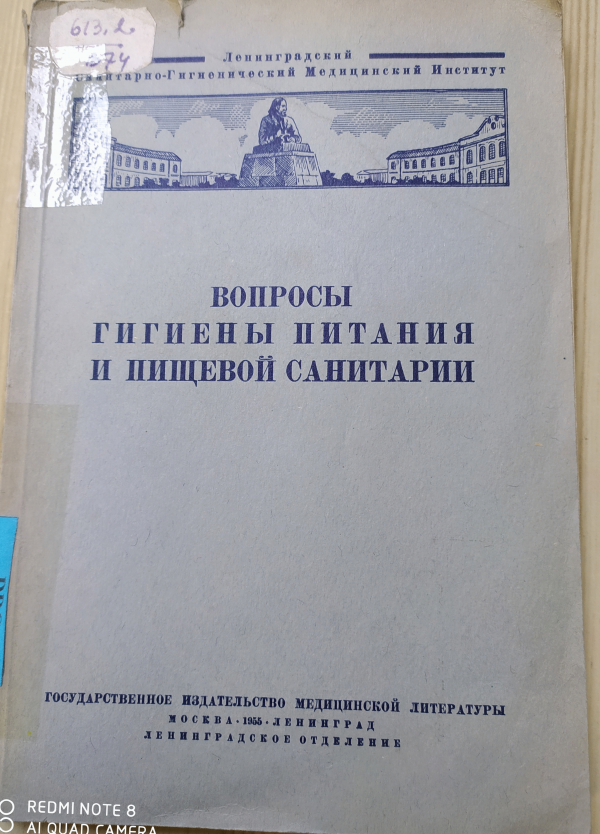 613.2
374
Ленинградский
Санитарно-Гигиенический Медицинский Институт
ВОПРОСЫ
ГИГИЕНЫ ПИТАНИЯ
И ПИЩЕВОЙ САНИТАРИИ
ГОСУДАРСТВЕННОЕ ИЗДАТЕЛЬСТВО МЕДИЦИНСКОЙ ЛИТЕРАТУРЫ
МОСКВА · 1955 · ЛЕНИНГРАД
ЛЕНИНГРАДСКОЕ ОТДЕЛЕНИЕ
REDMI NOTE 8
AI QUAD CAMERA